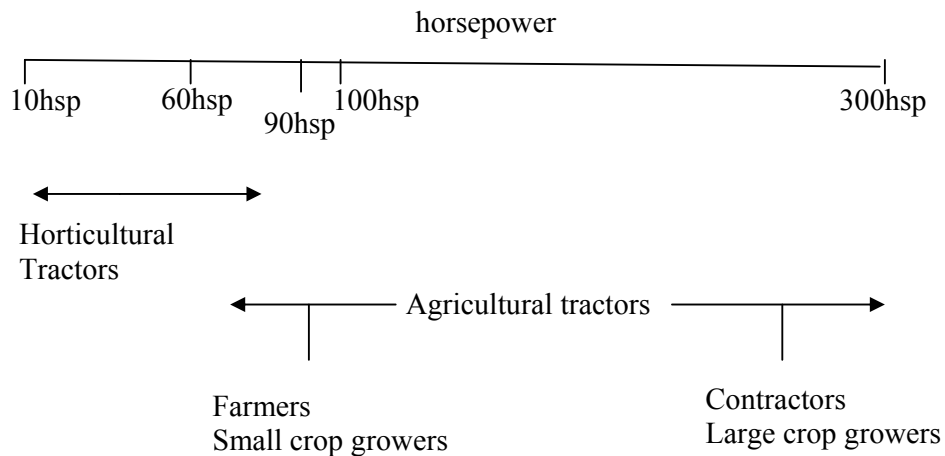 horsepower
10hsp
60hsp
90hsp
100hsp
300hsp
Horticultural
Tractors
Agricultural tractors
Farmers
Small crop growers
Contractors
Large crop growers